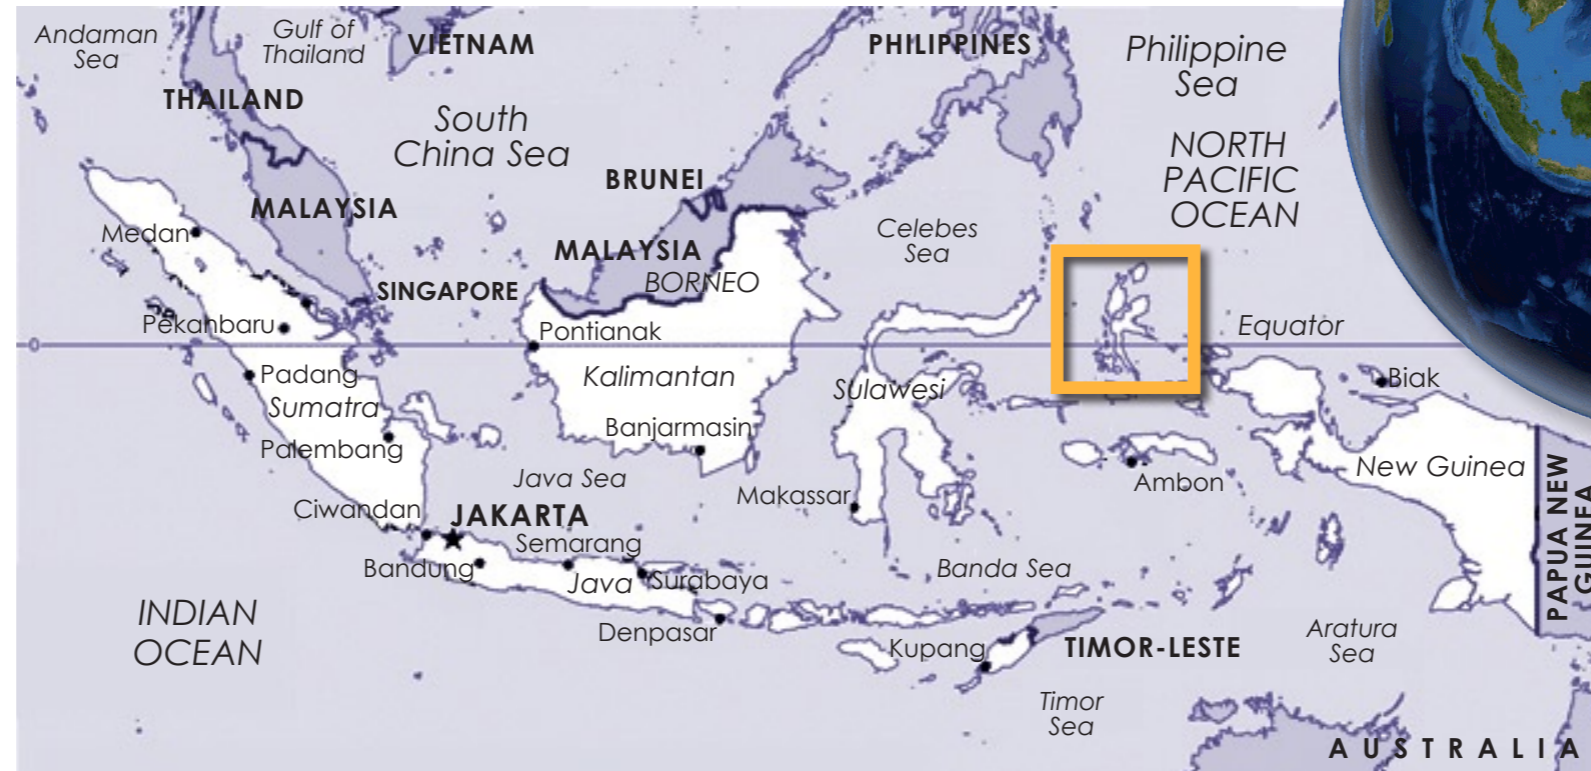 Andaman
Sea
Gulf of
Thailand
VIETNAM
PHILIPPINES
Philippine
Sea
THAILAND
South
China Sea
NORTH
PACIFIC
OCEAN
BRUNEI
MALAYSIA
Medan
Celebes
Sea
MALAYSIA
BORNEO
SINGAPORE
Pekanbaru
Pontianak
Equator
0
Padang
Kalimantan
Sulawesi
Biak
Sumatra
Banjarmasin
Palembang
New Guinea
Java Sea
Makassar
Ambon
PAPUA NEW
GUINEA
Ciwandan
JAKARTA
Semarang
Bandung
Java
Surabaya
Banda Sea
INDIAN
OCEAN
Denpasar
Kupang
TIMOR-LESTE
Aratura
Sea
Timor
Sea
AUSTRALIA